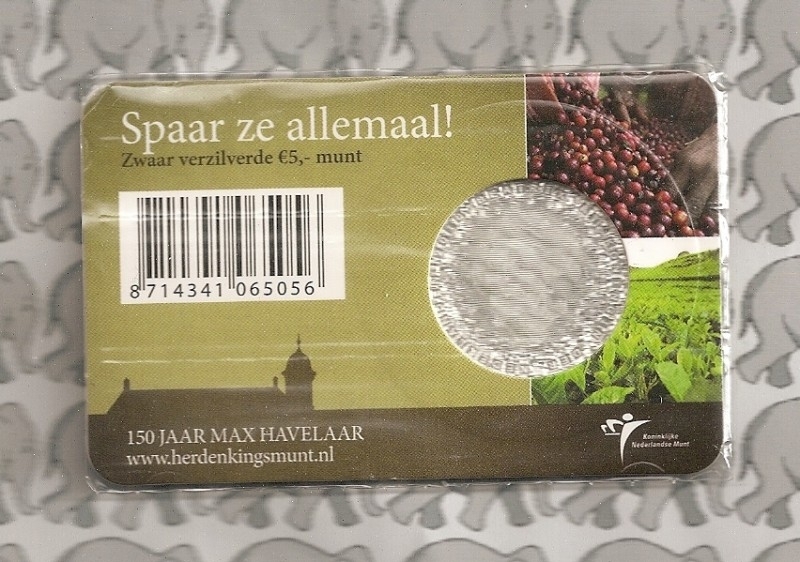 Spaar ze allemaal!
Zwaar verzilverde €5,- munt
8 714341 065056
150 JAAR MAX HAVELAAR
www.herdenkingsmunt.nl
Koninklijke
Nederlandse Munt